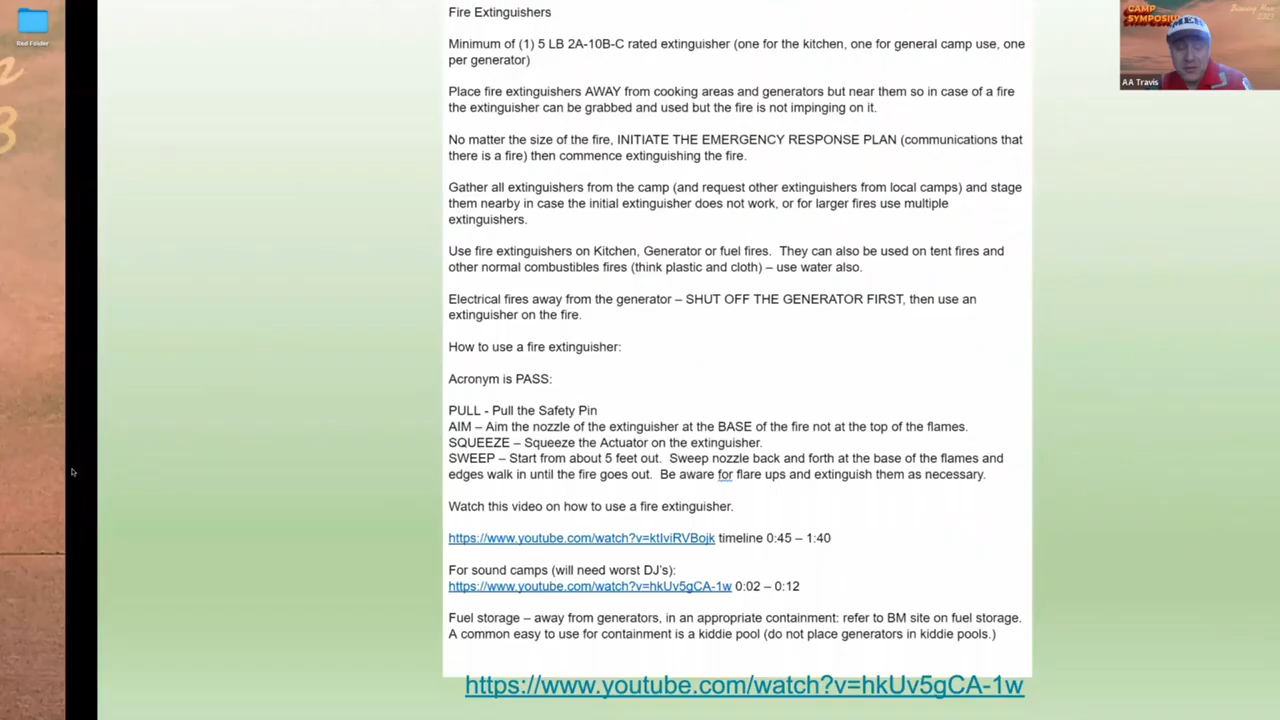 Fire Extinguishers
Minimum of (1) 5 LB 2A-10B-C rated extinguisher (one for the kitchen, one for general camp use, one
per generator)
Place fire extinguishers AWAY from cooking areas and generators but near them so in case of a fire
the extinguisher can be grabbed and used but the fire is not impinging on it.
No matter the size of the fire, INITIATE THE EMERGENCY RESPONSE PLAN (communications that
there is a fire) then commence extinguishing the fire.
Gather all extinguishers from the camp (and request other extinguishers from local camps) and stage
them nearby in case the initial extinguisher does not work, or for larger fires use multiple
extinguishers.
Use fire extinguishers on Kitchen, Generator or fuel fires. They can also be used on tent fires and
other normal combustibles fires (think plastic and cloth) – use water also.
Electrical fires away from the generator – SHUT OFF THE GENERATOR FIRST, then use an
extinguisher on the fire.
How to use a fire extinguisher:
Acronym is PASS:
PULL - Pull the Safety Pin
AIM – Aim the nozzle of the extinguisher at the BASE of the fire not at the top of the flames.
SQUEEZE – Squeeze the Actuator on the extinguisher.
SWEEP – Start from about 5 feet out. Sweep nozzle back and forth at the base of the flames and
edges walk in until the fire goes out. Be aware for flare ups and extinguish them as necessary.
Watch this video on how to use a fire extinguisher.
https://www.youtube.com/watch?v=ktIviRVBojk timeline 0:45 – 1:40
For sound camps (will need worst DJ's):
https://www.youtube.com/watch?v=hkUv5gCA-1w 0:02 – 0:12
Fuel storage – away from generators, in an appropriate containment: refer to BM site on fuel storage.
A common easy to use for containment is a kiddie pool (do not place generators in kiddie pools.)
https://www.youtube.com/watch?v=hkUv5gCA-1w
Red Folder
CAMP
SYMPOSIU
Burning Man
2023
AA Travis